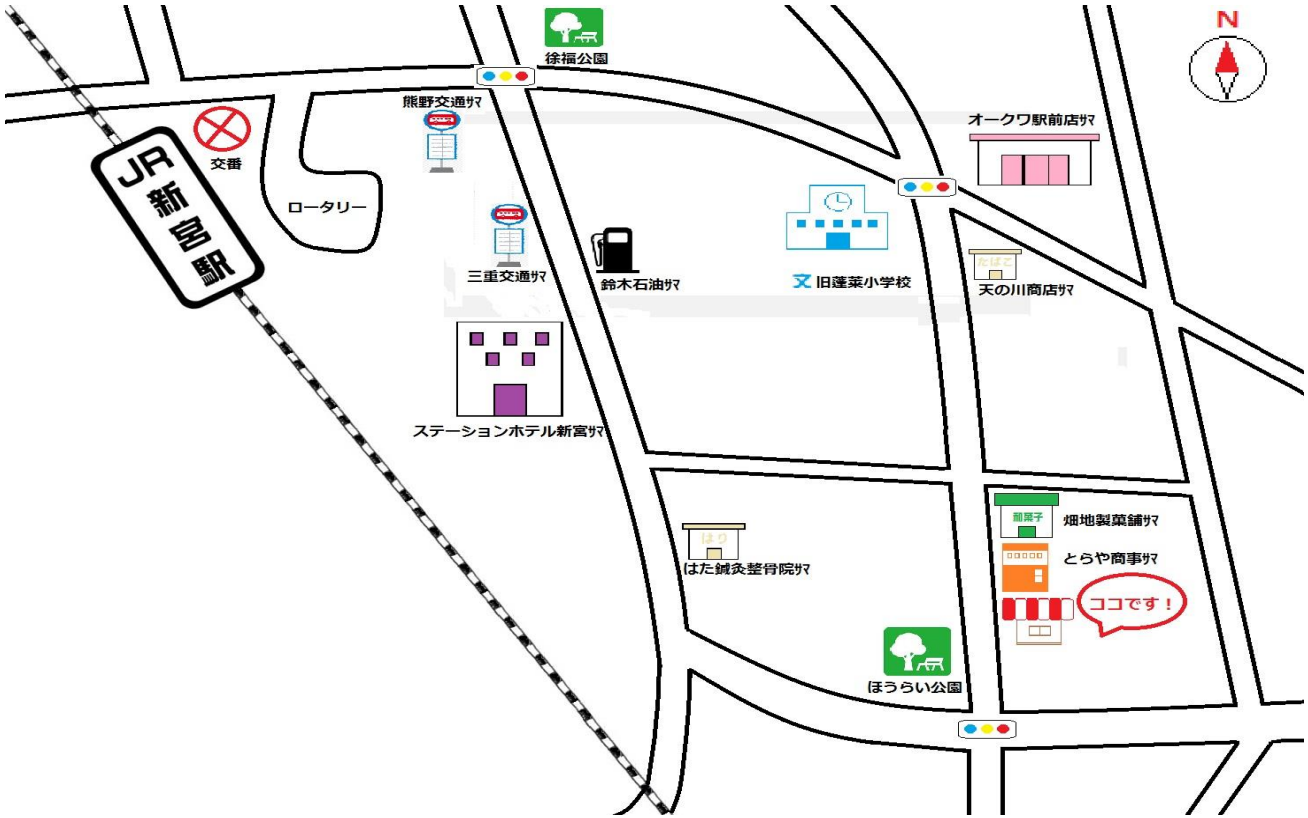 N
徐福公園
熊野交通ｻﾏ
オークワ駅前店ｻﾏ
交番
JR新宮駅
ロータリー
三重交通ｻﾏ
鈴木石油ｻﾏ
文 旧蓬莱小学校
たばこ
天の川商店ｻﾏ
ステーションホテル新宮ｻﾏ
和菓子
畑地製菓舗ｻﾏ
はり
はた鍼灸整骨院ｻﾏ
とらや商事ｻﾏ
ココです！
ほうらい公園